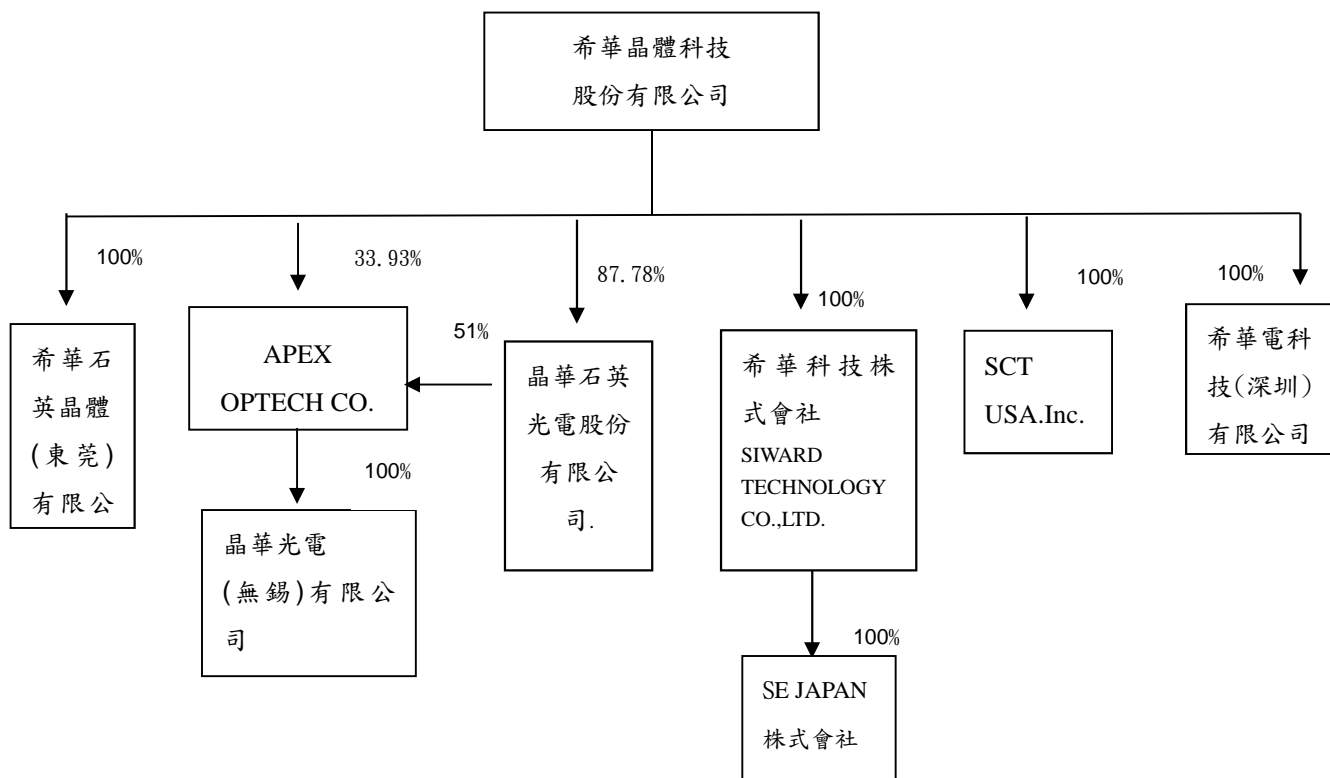 希華晶體科技
股份有限公司
100%
33.93%
87.78%
100%
100%
100%
希華石
英晶體
(東莞)
有限公
APEX
OPTECH CO.
51%
晶華石英
光電股份
有限公
司.
希華科技株
式會社
SIWARD
TECHNOLOGY
CO.,LTD.
SCT
USA.Inc.
希華電科
技(深圳)
有限公司
100%
晶華光電
(無錫)有限公
司
100%
SE JAPAN
株式會社